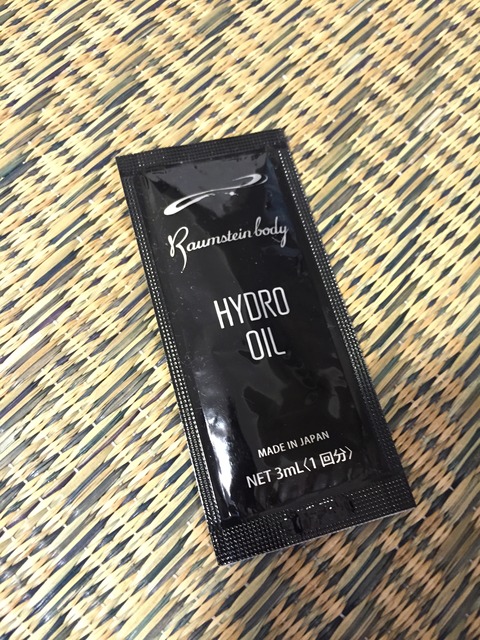 Raumstein body
HYDRO
OIL
MADE IN JAPAN
NET 3mL〈1回分〉